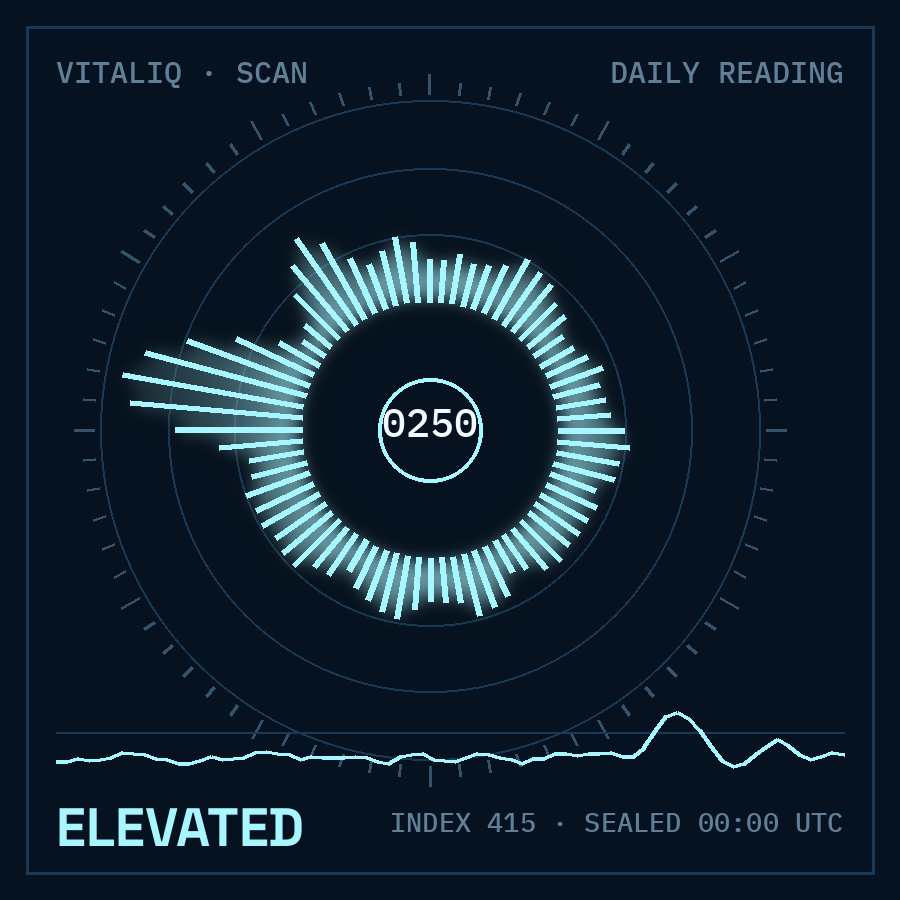 VITALIQ · SCAN
DAILY READING
0250
ELEVATED
INDEX 415 · SEALED 00:00 UTC